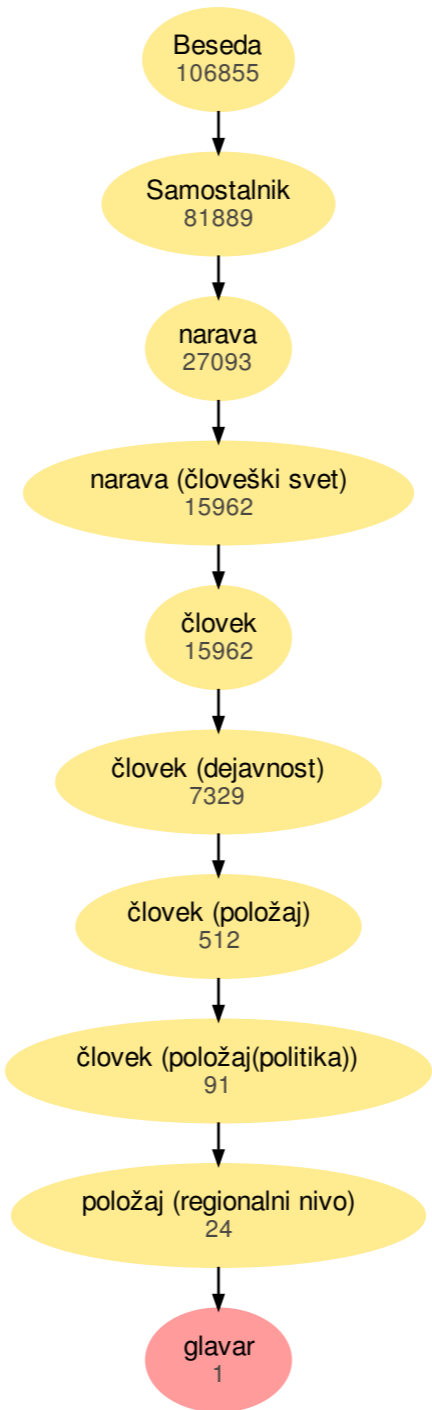 Beseda
106855
Samostalnik
81889
narava
27093
narava (človeški svet)
15962
človek
15962
človek (dejavnost)
7329
človek (položaj)
512
človek (položaj(politika))
91
položaj (regionalni nivo)
24
glavar
1